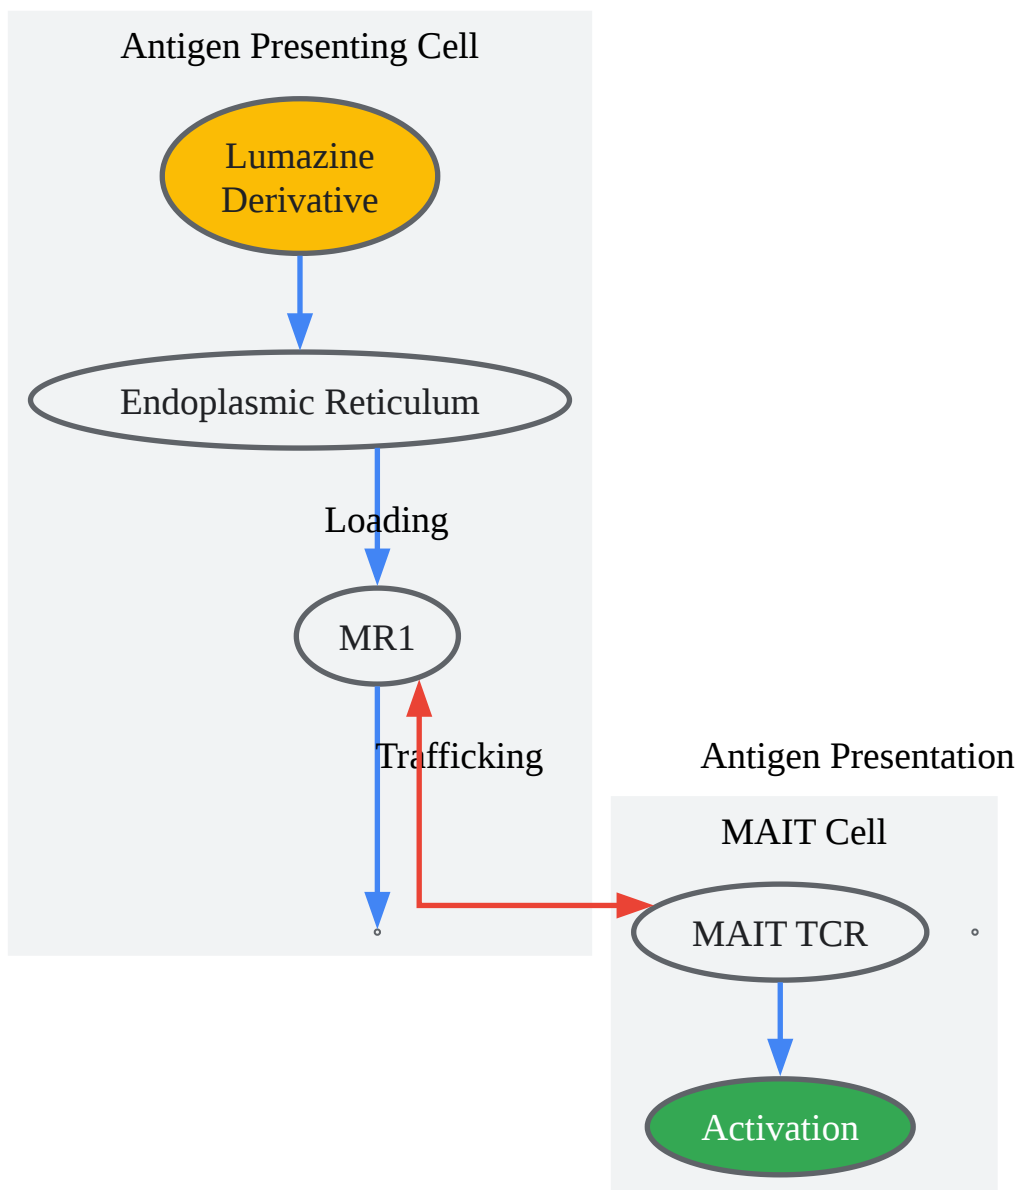 Antigen Presenting Cell
Lumazine
Derivative
Endoplasmic Reticulum
Loading
MR1
Trafficking
Antigen Presentation
MAIT Cell
MAIT TCR
Activation